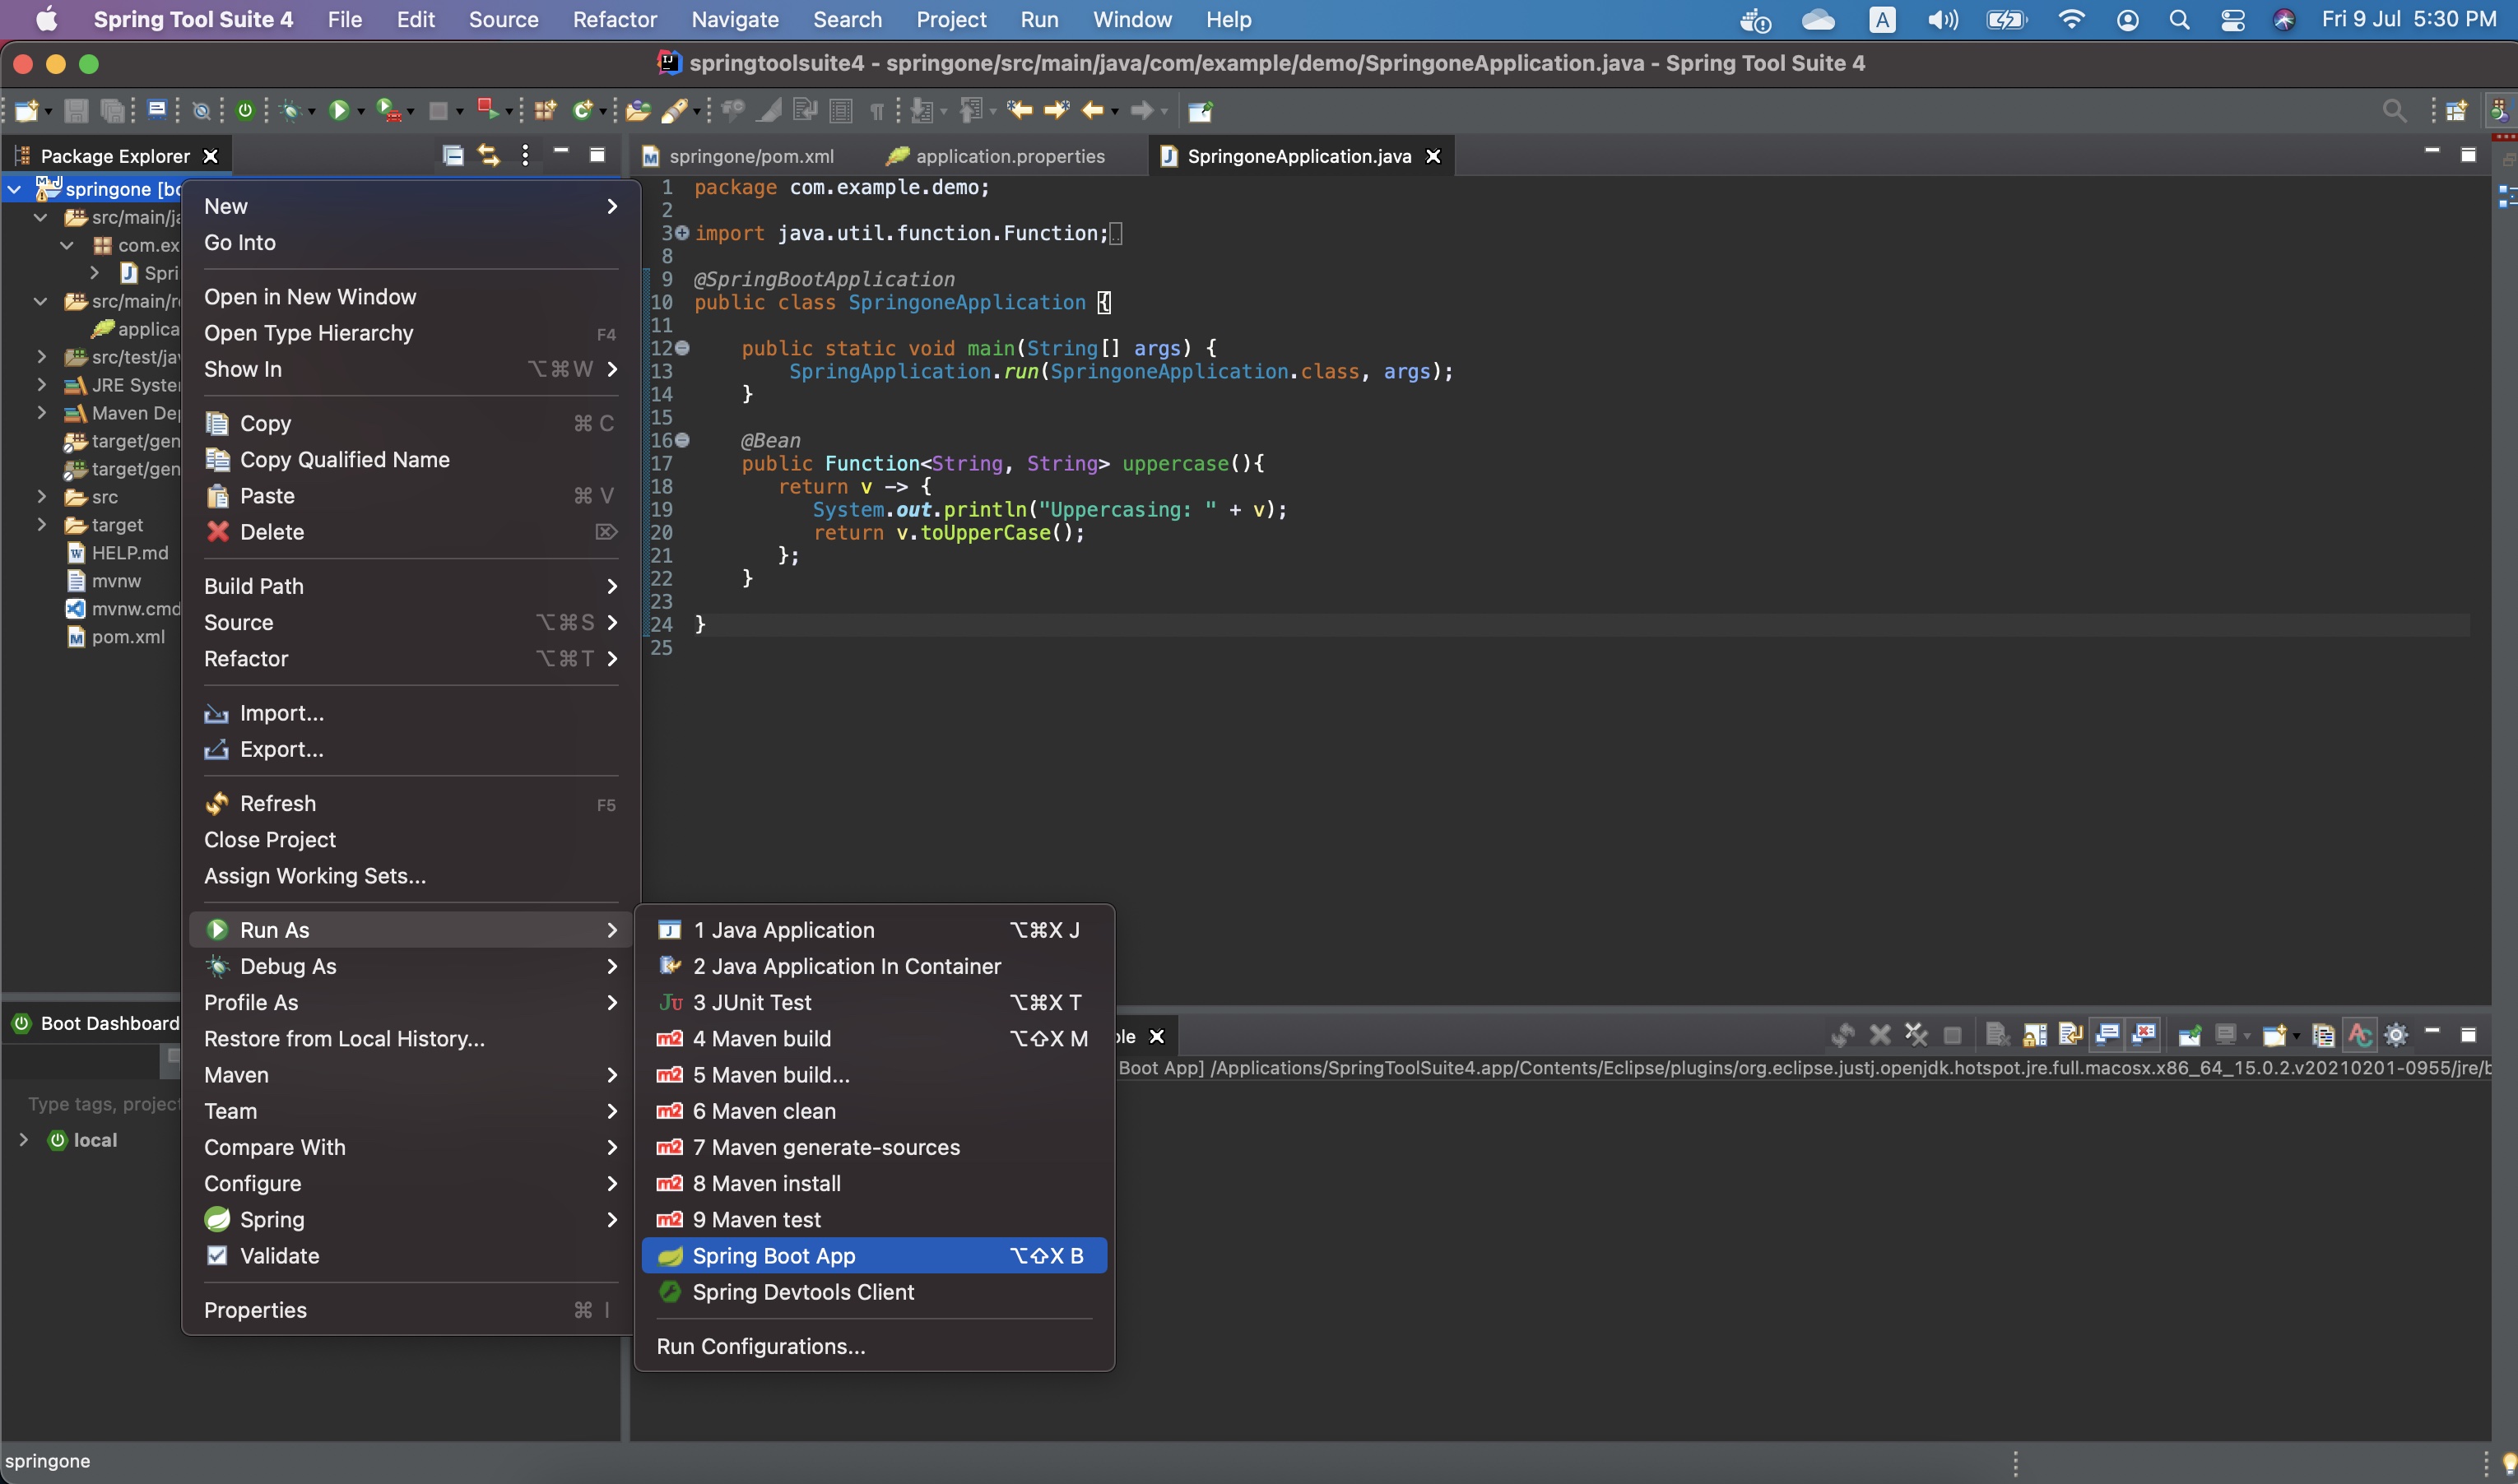 Spring Tool Suite 4 File Edit Source Refactor Navigate Search Project Run Window Help A Fri 9 Jul 5:30 PM
springtoolsuite4 - springone/src/main/java/com/example/demo/SpringoneApplication.java - Spring Tool Suite 4
Package Explorer
springone/pom.xml application.properties SpringoneApplication.java
springone [bo
src/main/ja
com.ex
Spri
src/main/re
applica
src/test/jav
JRE Syster
Maven Dep
target/gen
target/gen
src
target
HELP.md
mvnw
mvnw.cmd
pom.xml
New
Go Into
Open in New Window
Open Type Hierarchy F4
Show In ⌥⌘W
Copy ⌘ C
Copy Qualified Name
Paste ⌘ V
Delete ⌦
Build Path
Source ⌥⌘S
Refactor ⌥⌘T
Import...
Export...
Refresh F5
Close Project
Assign Working Sets...
Run As
Debug As
Profile As
Restore from Local History...
Maven
Team
Compare With
Configure
Spring
Validate
Properties ⌘ I
1 Java Application ⌥⌘X J
2 Java Application In Container
3 JUnit Test ⌥⌘X T
4 Maven build ⌥⇧X M
5 Maven build...
6 Maven clean
7 Maven generate-sources
8 Maven install
9 Maven test
Spring Boot App ⌥⇧X B
Spring Devtools Client
Run Configurations...
1 package com.example.demo;
2
3 import java.util.function.Function;
8
9 @SpringBootApplication
10 public class SpringoneApplication {
11
12 public static void main(String[] args) {
13 SpringApplication.run(SpringoneApplication.class, args);
14 }
15
16 @Bean
17 public Function<String, String> uppercase(){
18 return v -> {
19 System.out.println("Uppercasing: " + v);
20 return v.toUpperCase();
21 };
22 }
23
24 }
25
Boot Dashboard
Type tags, project
local
ole
Boot App] /Applications/SpringToolSuite4.app/Contents/Eclipse/plugins/org.eclipse.justj.openjdk.hotspot.jre.full.macosx.x86_64_15.0.2.v20210201-0955/jre/b
springone